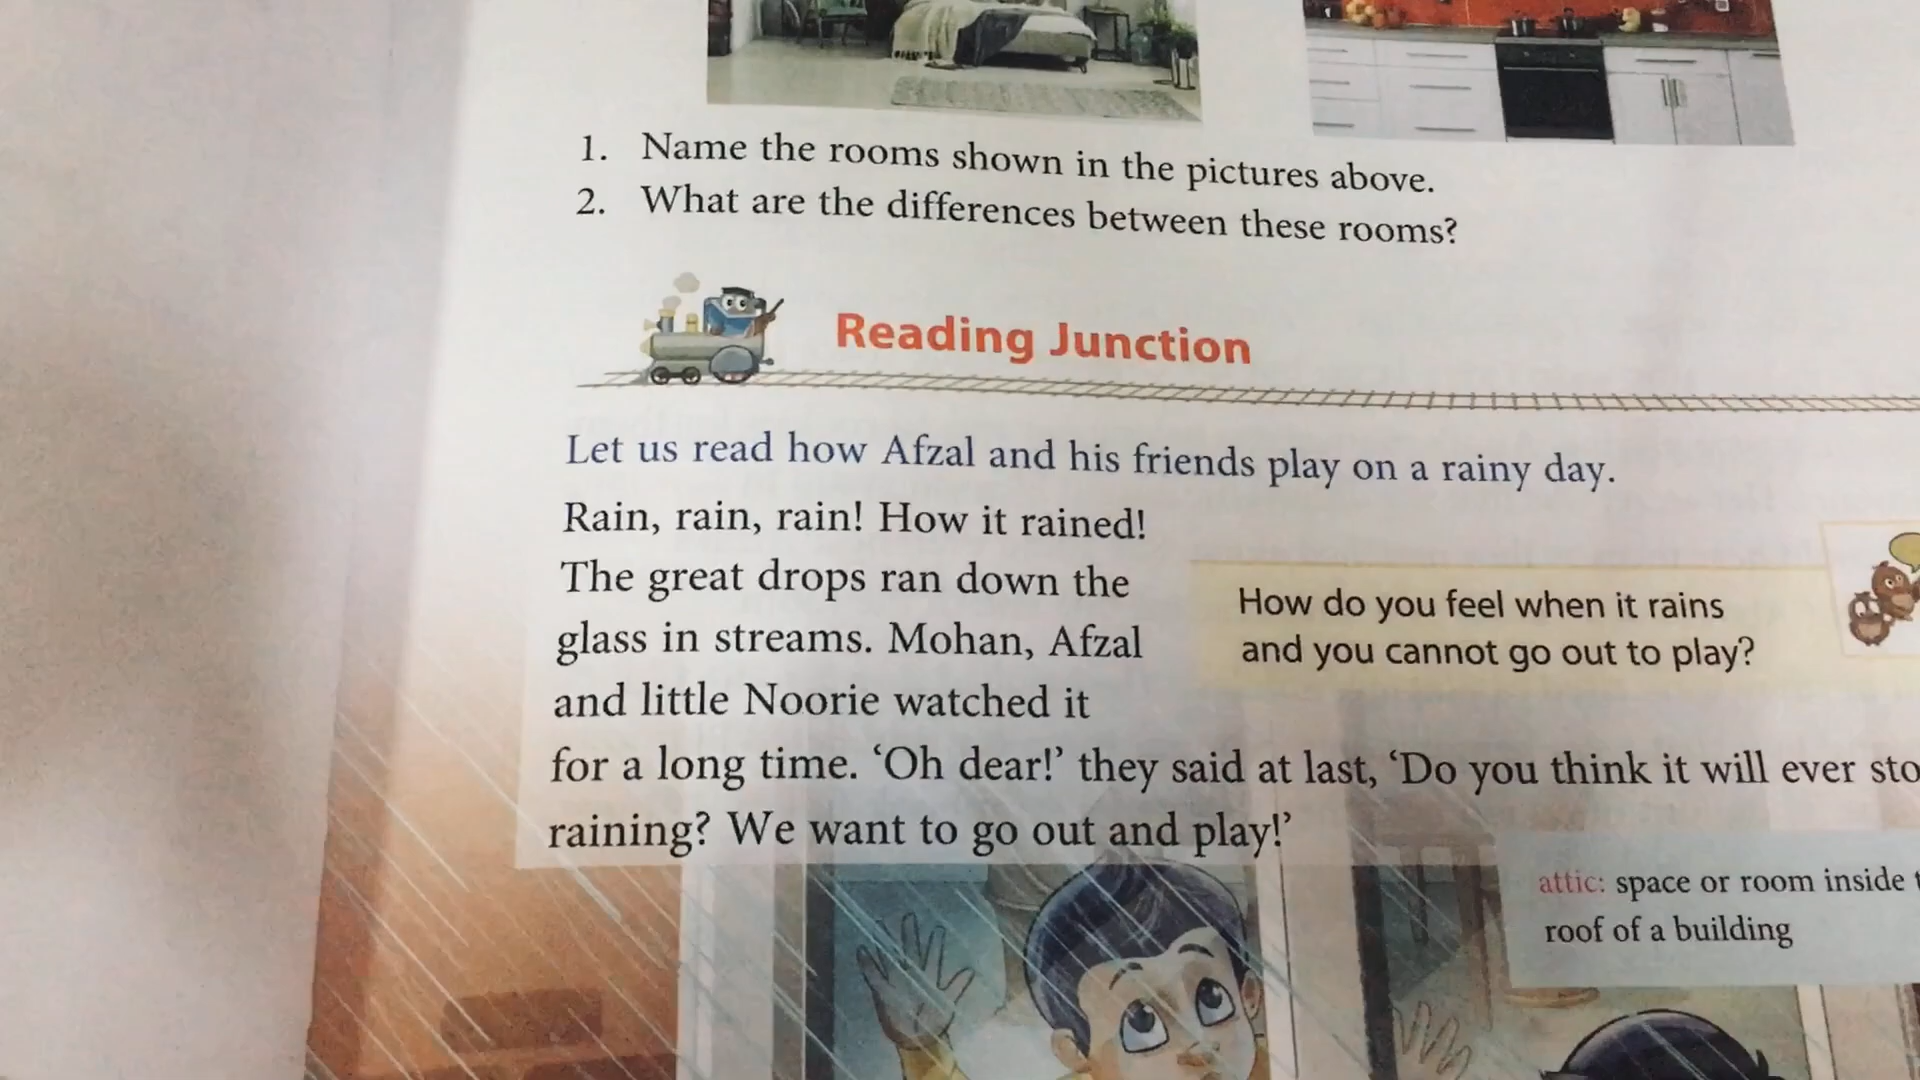 1. Name the rooms shown in the pictures above.
2. What are the differences between these rooms?
Reading Junction
Let us read how Afzal and his friends play on a rainy day.
Rain, rain, rain! How it rained!
The great drops ran down the
glass in streams. Mohan, Afzal
and little Noorie watched it
for a long time. ‘Oh dear!’ they said at last, ‘Do you think it will ever
raining? We want to go out and play!’
How do you feel when it rains
and you cannot go out to play?
attic: space or room inside
roof of a building